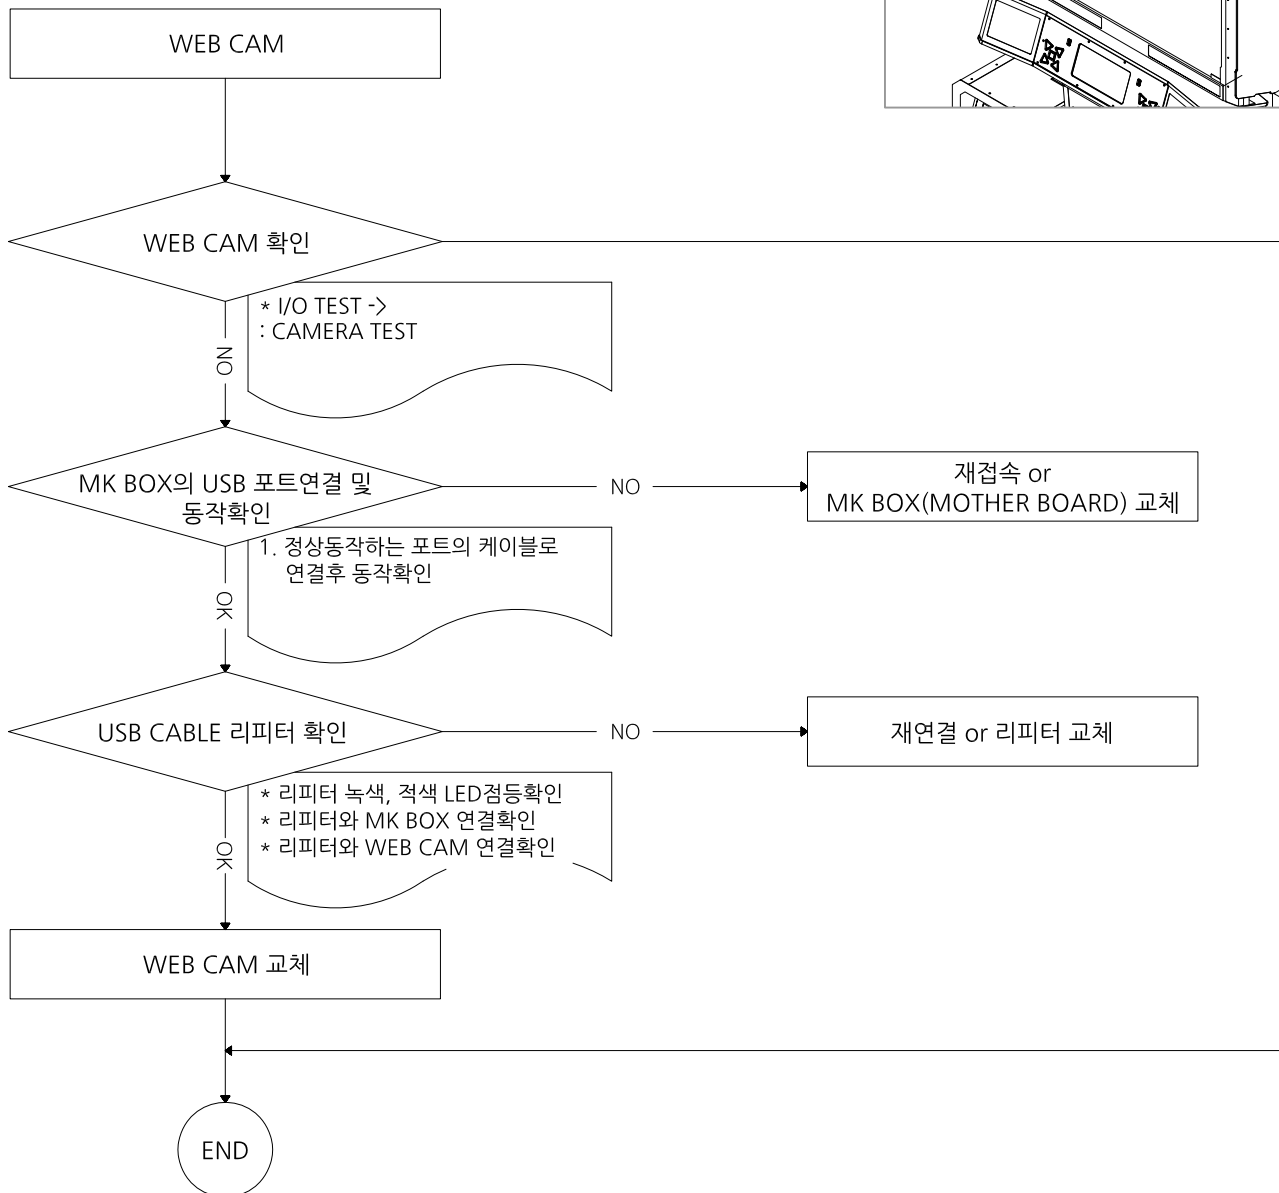 WEB CAM
WEB CAM 확인
* I/O TEST ->
: CAMERA TEST
NO
MK BOX의 USB 포트연결 및
동작확인
NO
재접속 or
MK BOX(MOTHER BOARD) 교체
1. 정상동작하는 포트의 케이블로
연결후 동작확인
OK
USB CABLE 리피터 확인
NO
재연결 or 리피터 교체
* 리피터 녹색, 적색 LED점등확인
* 리피터와 MK BOX 연결확인
* 리피터와 WEB CAM 연결확인
OK
WEB CAM 교체
END